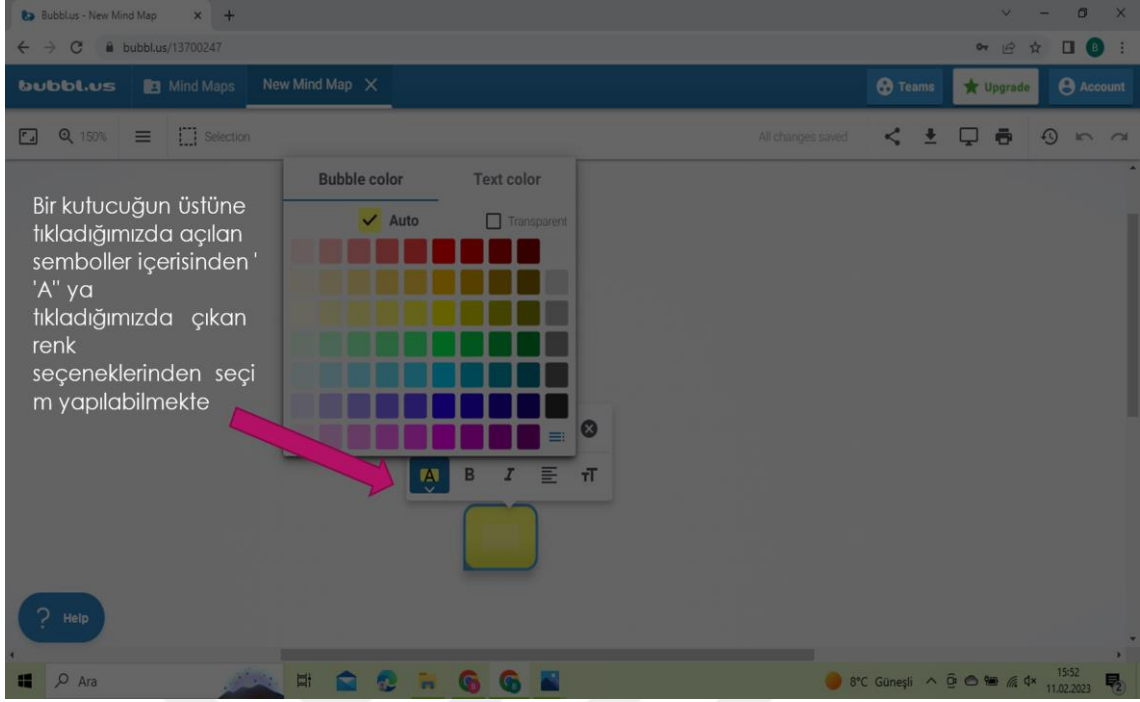 Bubbl.us - New Mind Map
bubbl.us/13700247
B
bubbl.us
Mind Maps
New Mind Map
Teams
Upgrade
Account
150%
Selection
All changes saved
Bubble color
Text color
Auto
Transparent
Bir kutucuğun üstüne
tıkladığımızda açılan
semboller içerisinden '
'A'' ya
tıkladığımızda çıkan
renk
seçeneklerinden seçi
m yapılabilmekte
A
B
I
TT
? Help
Ara
8°C Güneşli
15:52
11.02.2023
2